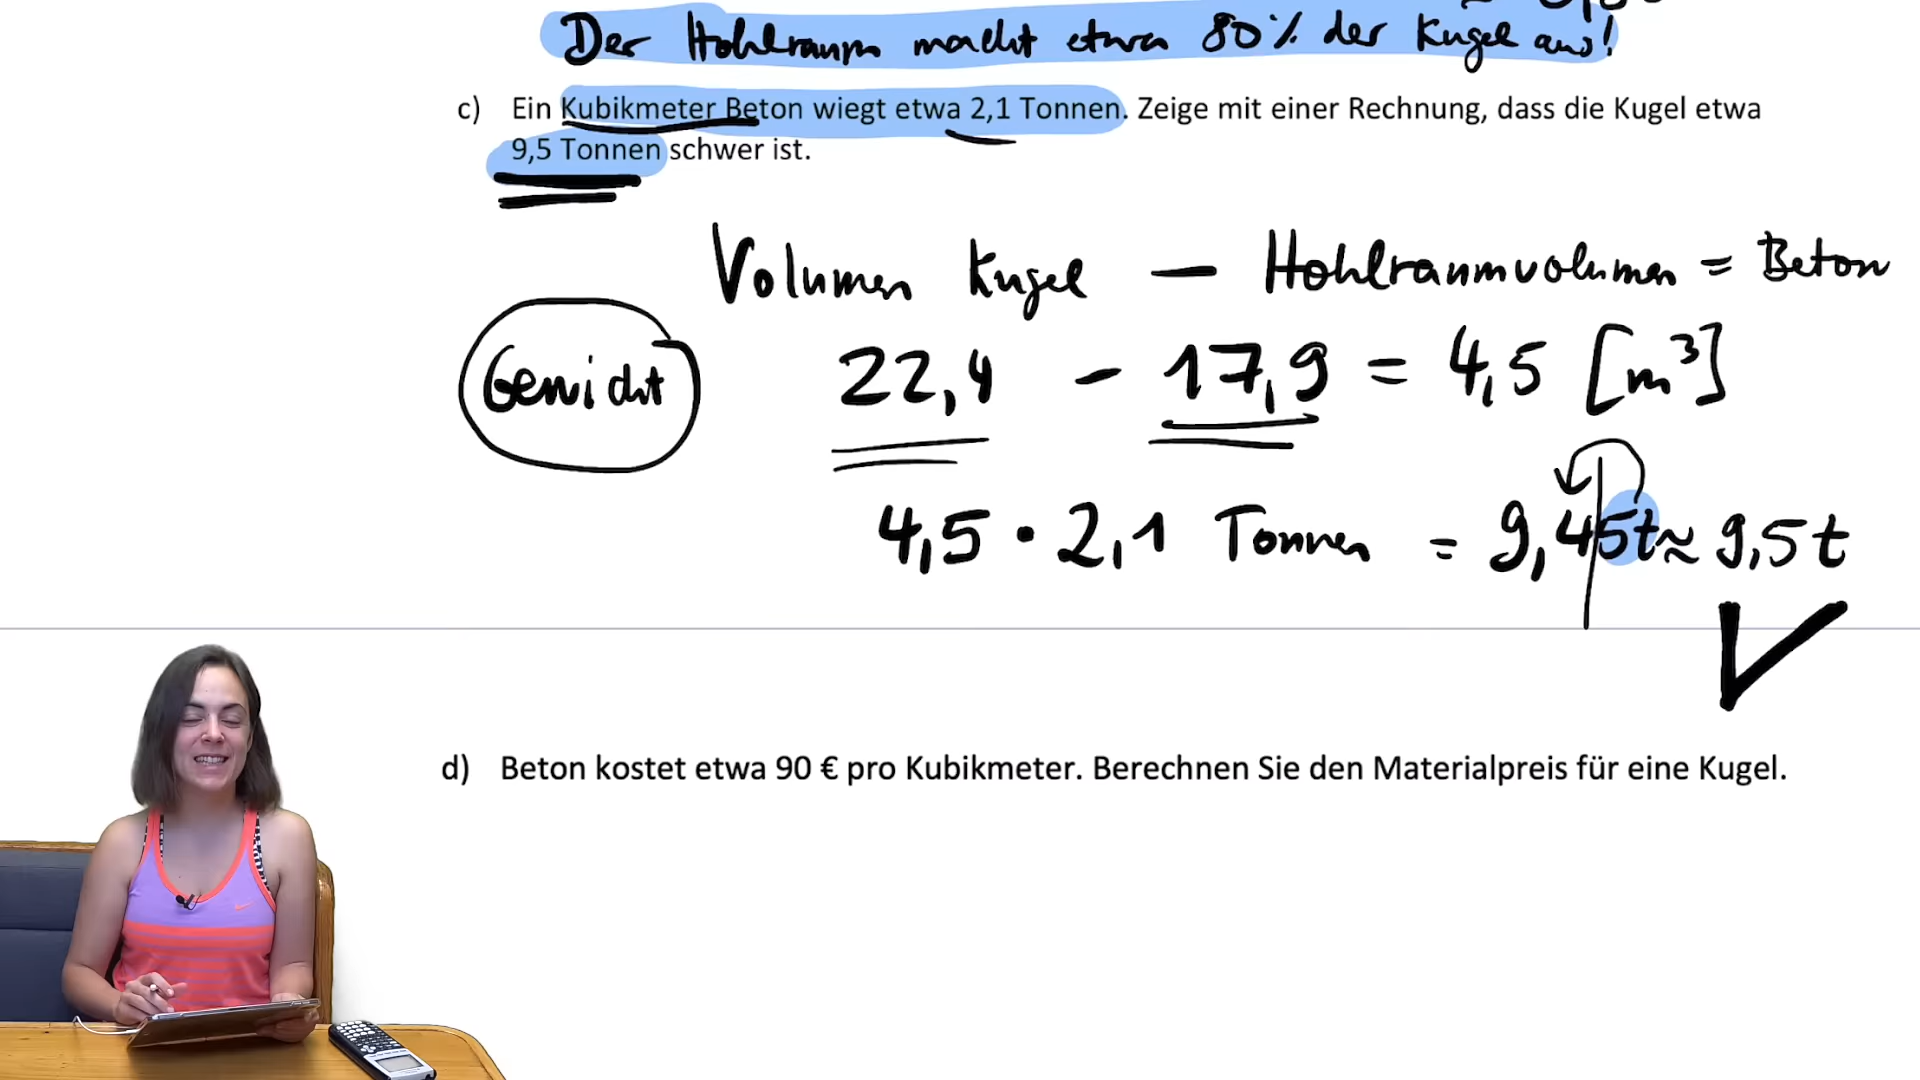 Der Hohlraum macht etwa 80% der Kugel aus!
c) Ein Kubikmeter Beton wiegt etwa 2,1 Tonnen. Zeige mit einer Rechnung, dass die Kugel etwa
9,5 Tonnen schwer ist.
Volumen Kugel — Hohlraumvolumen = Beton
Gewicht
22,4 - 17,9 = 4,5 [m³]
4,5 · 2,1 Tonnen = 9,45t ≈ 9,5t
d) Beton kostet etwa 90 € pro Kubikmeter. Berechnen Sie den Materialpreis für eine Kugel.